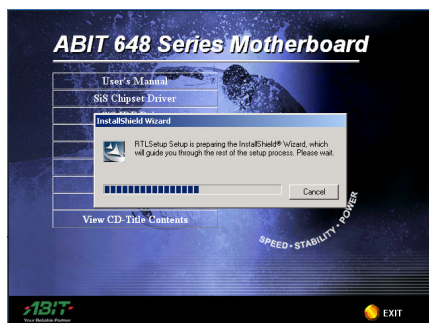 ABIT 648 Series Motherboard
User's Manual
SiS Chipset Driver
InstallShield Wizard
RTLSetup Setup is preparing the InstallShield® Wizard, which
will guide you through the rest of the setup process. Please wait.
Cancel
View CD-Title Contents
SPEED • STABILITY • POWER
ABIT
Your Reliable Partner
EXIT